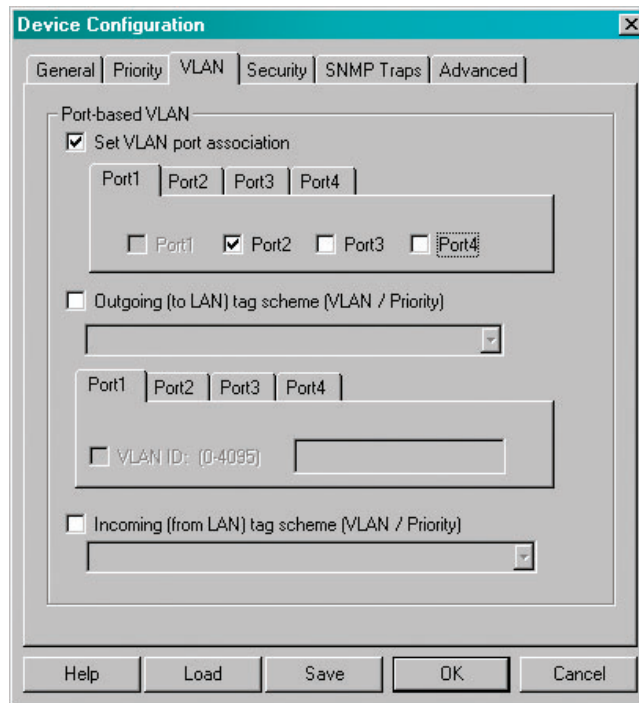 Device Configuration
General Priority VLAN Security SNMP Traps Advanced
Port-based VLAN
Set VLAN port association
Port1 Port2 Port3 Port4
Port1 Port2 Port3 Port4
Outgoing (to LAN) tag scheme (VLAN / Priority)
Port1 Port2 Port3 Port4
VLAN ID: (0-4095)
Incoming (from LAN) tag scheme (VLAN / Priority)
Help Load Save OK Cancel